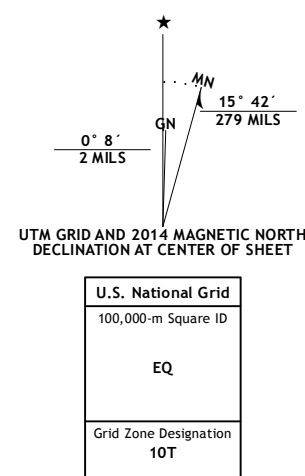 MN
GN
15° 42´
279 MILS
0° 8´
2 MILS
UTM GRID AND 2014 MAGNETIC NORTH
DECLINATION AT CENTER OF SHEET
U.S. National Grid
100,000-m Square ID
EQ
Grid Zone Designation
10T